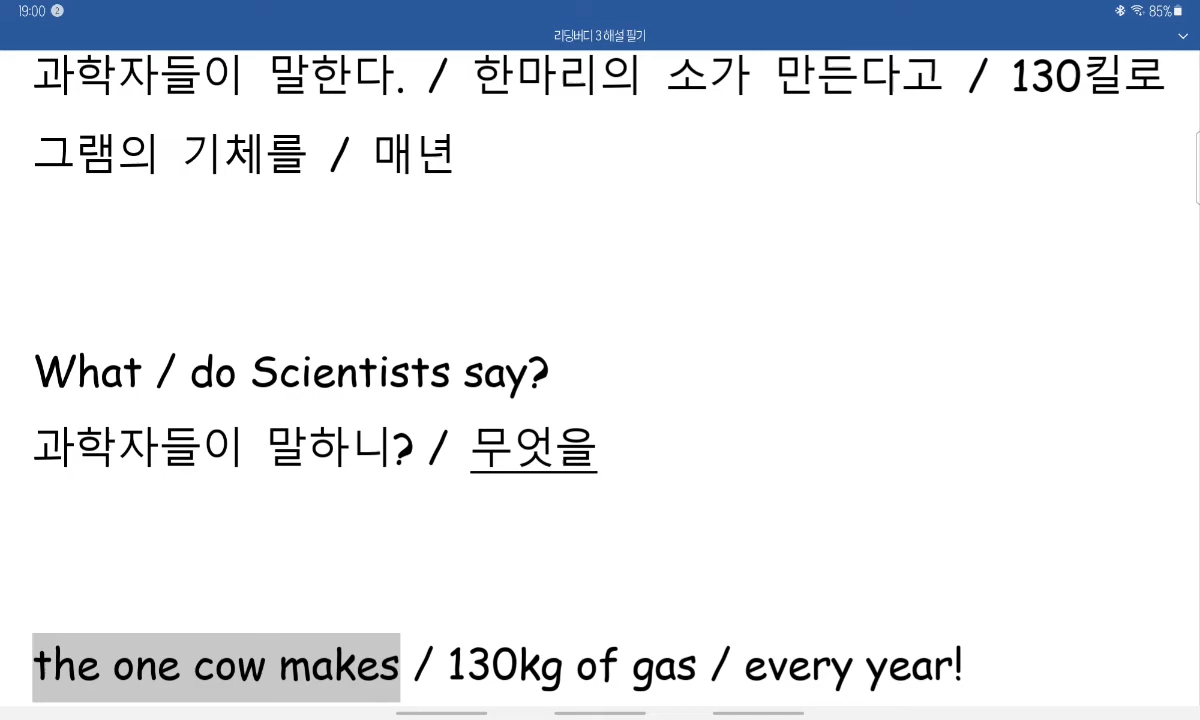 19:00 2 85%
리딩버디 3 해설 필기
과학자들이 말한다. / 한마리의 소가 만든다고 / 130킬로
그램의 기체를 / 매년
What / do Scientists say?
과학자들이 말하니? / 무엇을
the one cow makes / 130kg of gas / every year!